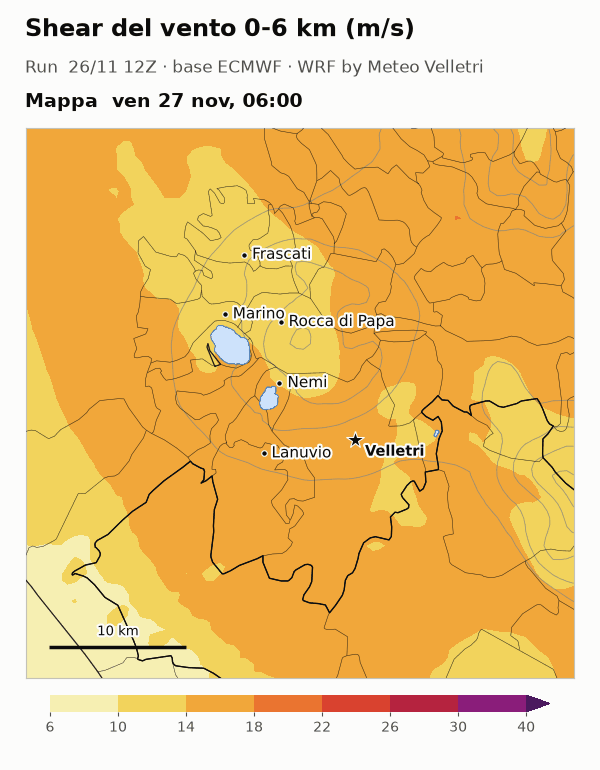 Shear del vento 0-6 km (m/s)
Run  26/11 12Z · base ECMWF · WRF by Meteo Velletri
Mappa  ven 27 nov, 06:00
Frascati
Marino
Rocca di Papa
Nemi
Velletri
Lanuvio
10 km
6 10 14 18 22 26 30 40